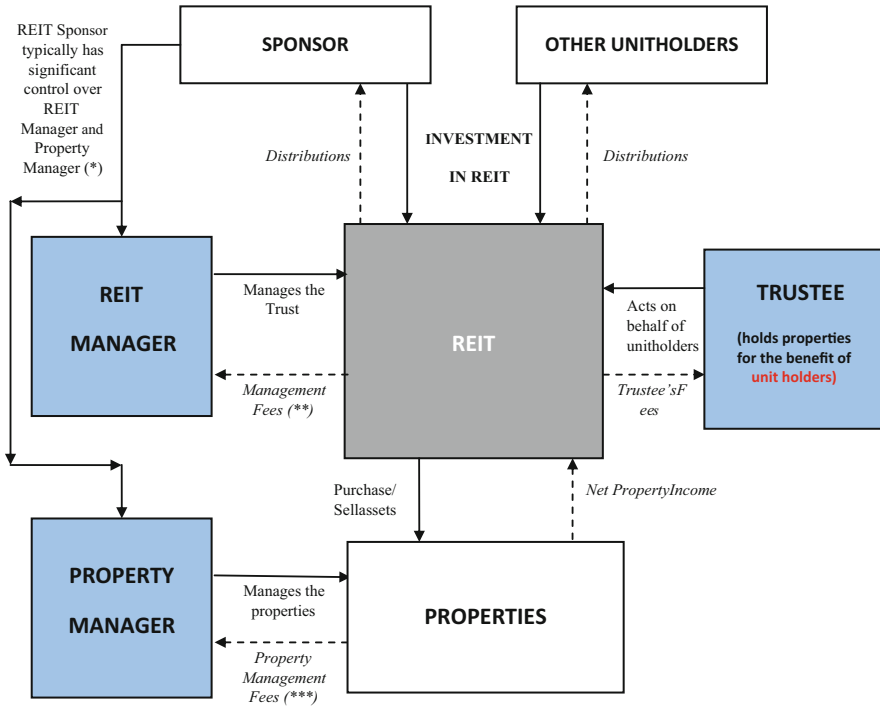 REIT Sponsor
typically has
significant
control over
REIT
Manager and
Property
Manager (*)
SPONSOR
OTHER UNITHOLDERS
Distributions
INVESTMENT
IN REIT
Distributions
REIT
MANAGER
Manages the
Trust
Management
Fees (**)
REIT
Acts on
behalf of
unitholders
Trustee'sF
ees
TRUSTEE
(holds properties
for the benefit of
unit holders)
Purchase/
Sellassets
Net PropertyIncome
PROPERTY
MANAGER
Manages the
properties
Property
Management
Fees (***)
PROPERTIES